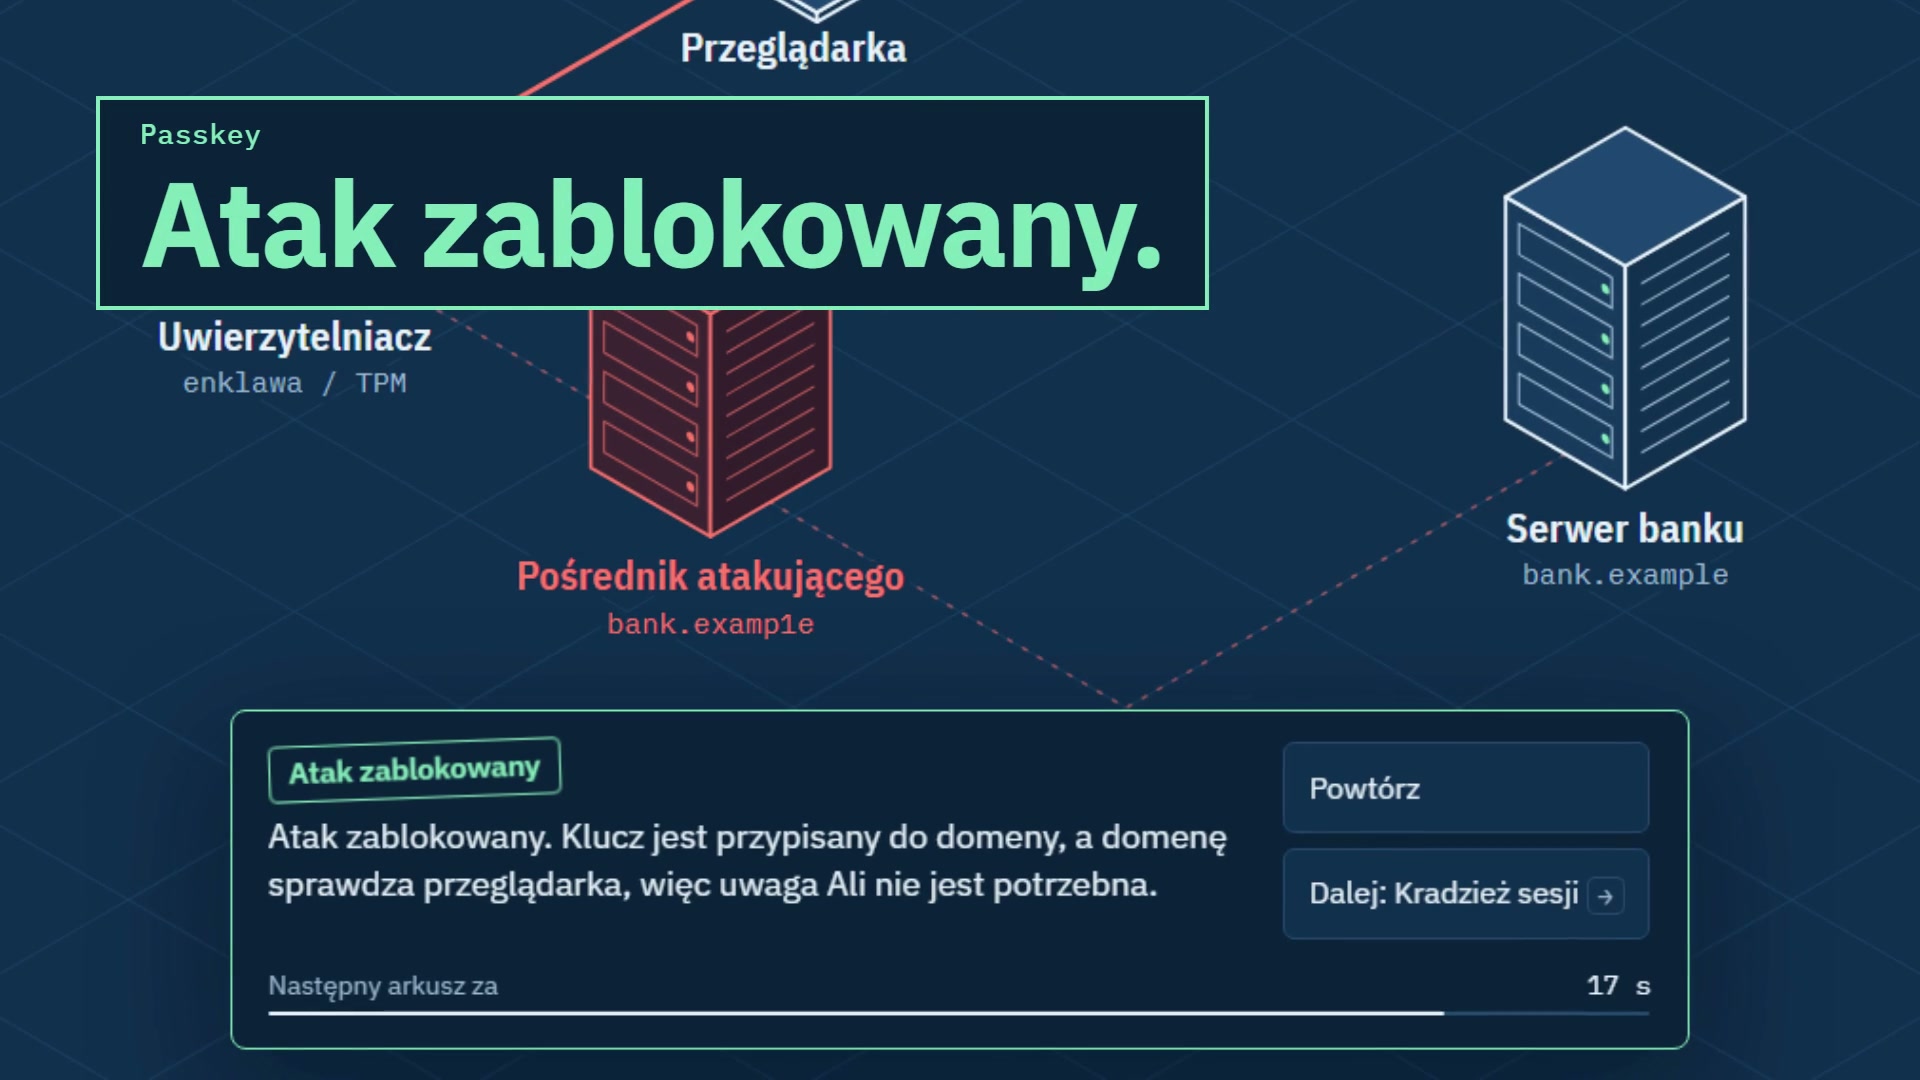 Przeglądarka
Passkey
Atak zablokowany.
Uwierzytelniacz
enklawa / TPM
Pośrednik atakującego
bank.examp1e
Serwer banku
bank.example
Atak zablokowany
Atak zablokowany. Klucz jest przypisany do domeny, a domenę
sprawdza przeglądarka, więc uwaga Ali nie jest potrzebna.
Powtórz
Dalej: Kradzież sesji →
Następny arkusz za
17 s